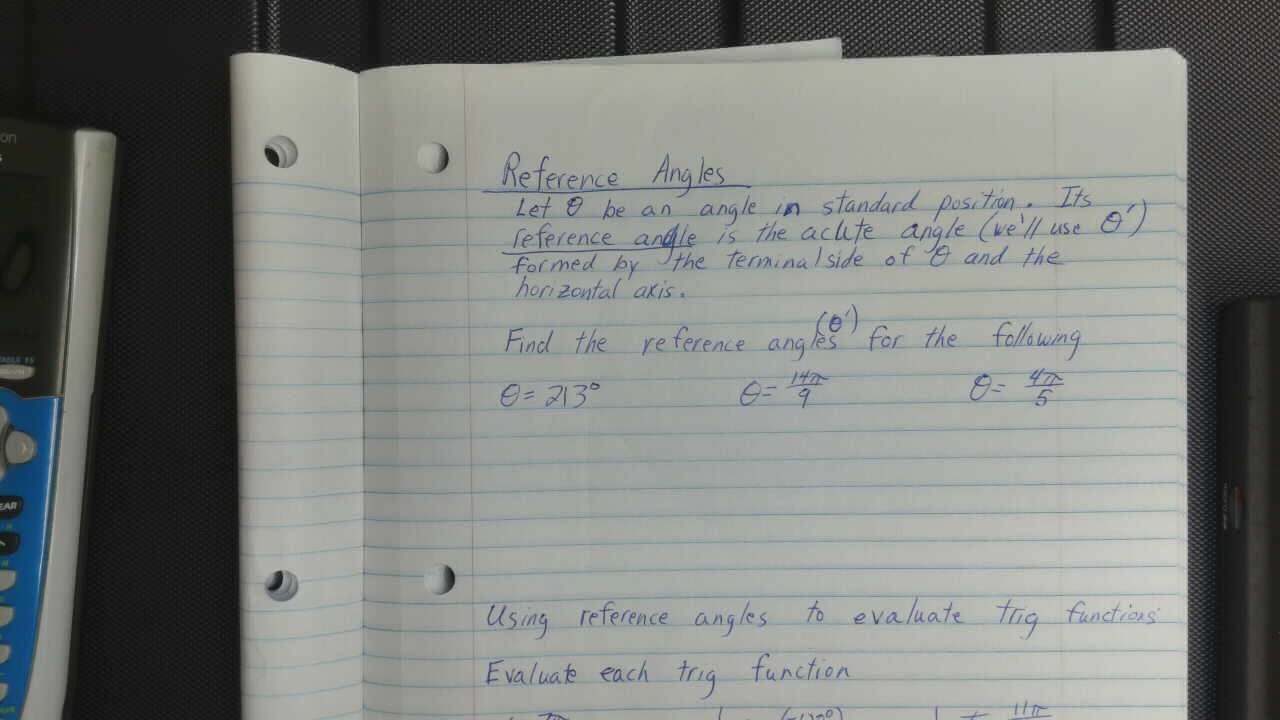 Reference Angles
Let θ be an angle in standard position. Its
reference angle is the acute angle (we'll use θ')
formed by the terminal side of θ and the
horizontal axis.
Find the reference angles (θ') for the following
θ = 213° θ = 14π/9 θ = 4π/5
Using reference angles to evaluate trig functions
Evaluate each trig function
11π